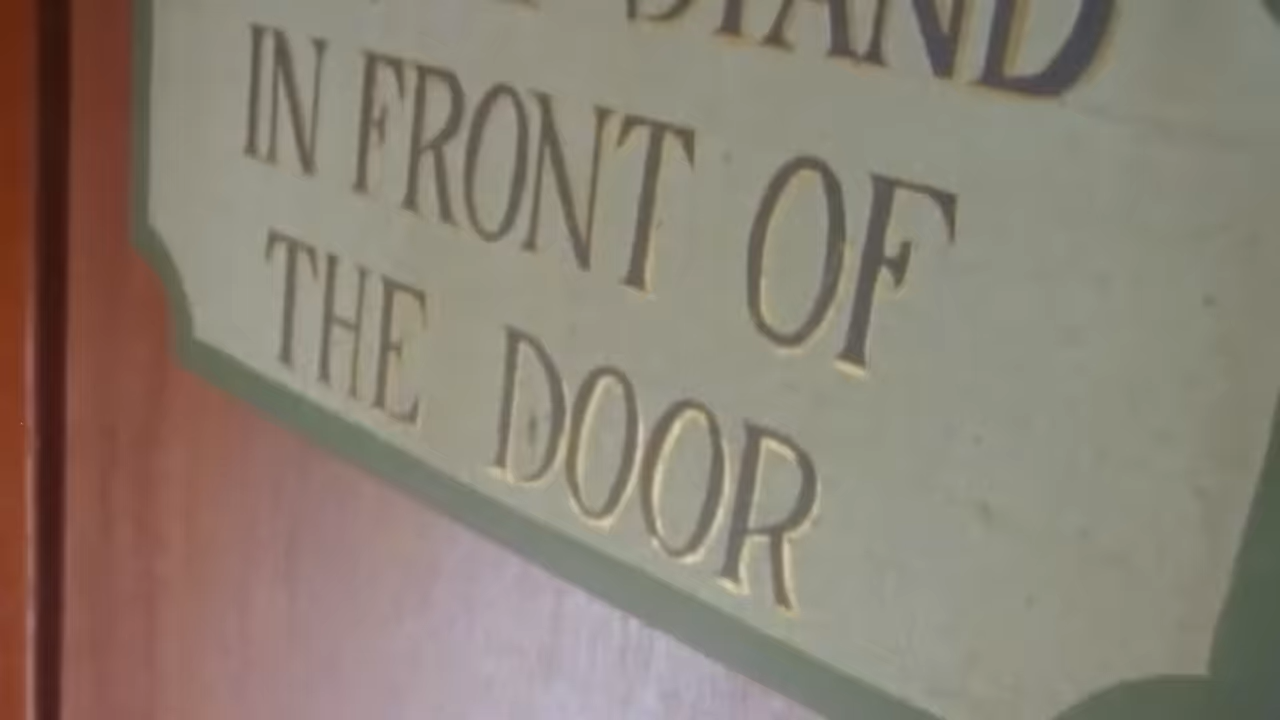 STAND
IN FRONT OF
THE DOOR